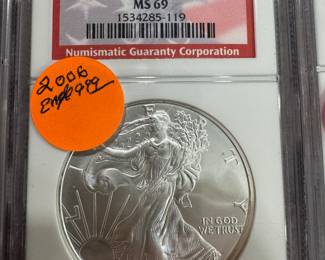 MS 69
1534285-119
Numismatic Guaranty Corporation
2006
L I B E T Y
IN GOD
WE TRUST